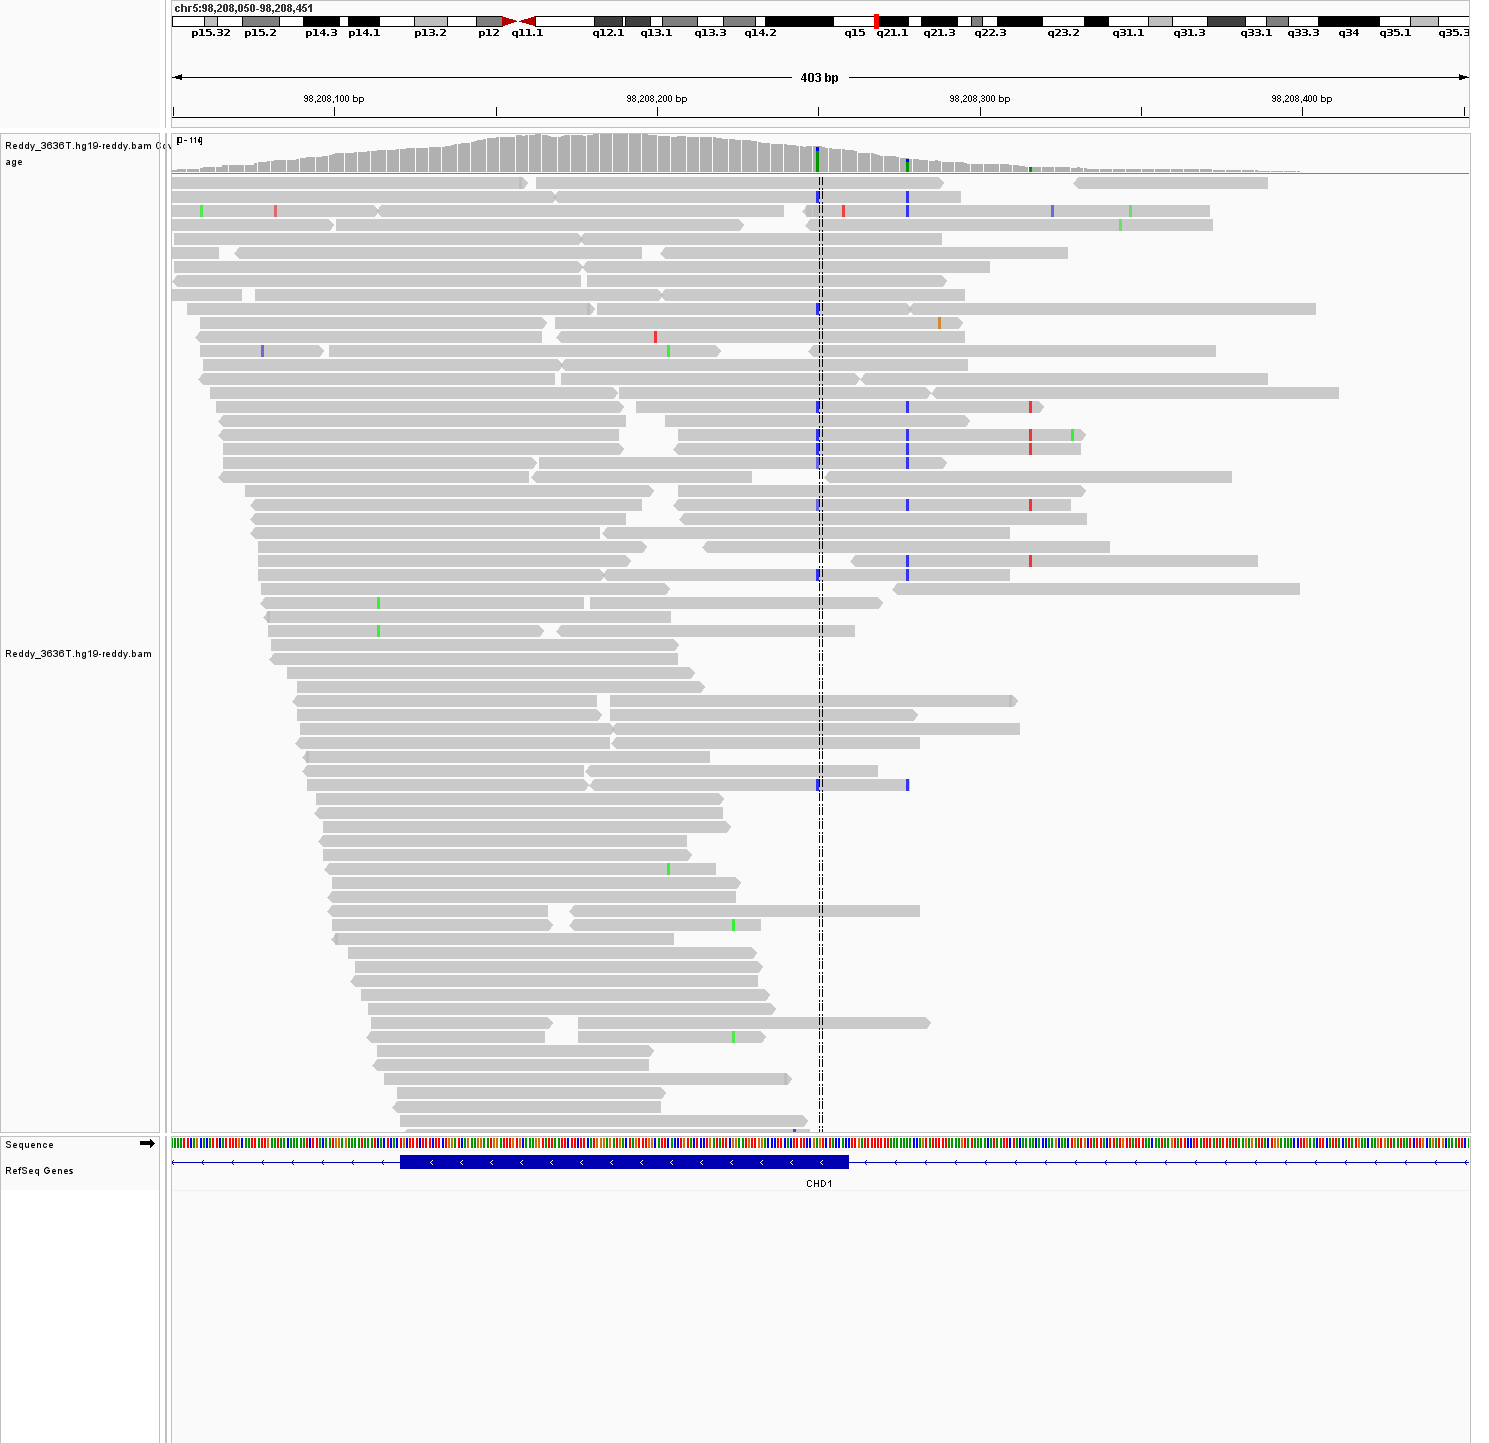 chr5:98,208,050-98,208,451
p15.32 p15.2 p14.3 p14.1 p13.2 p12 q11.1 q12.1 q13.1 q13.3 q14.2 q15 q21.1 q21.3 q22.3 q23.2 q31.1 q31.3 q33.1 q33.3 q34 q35.1 q35.3
403 bp
98,208,100 bp 98,208,200 bp 98,208,300 bp 98,208,400 bp
Reddy_3636T.hg19-reddy.bam Cov
age
[0 - 114]
Reddy_3636T.hg19-reddy.bam
Sequence
RefSeq Genes
CHD1